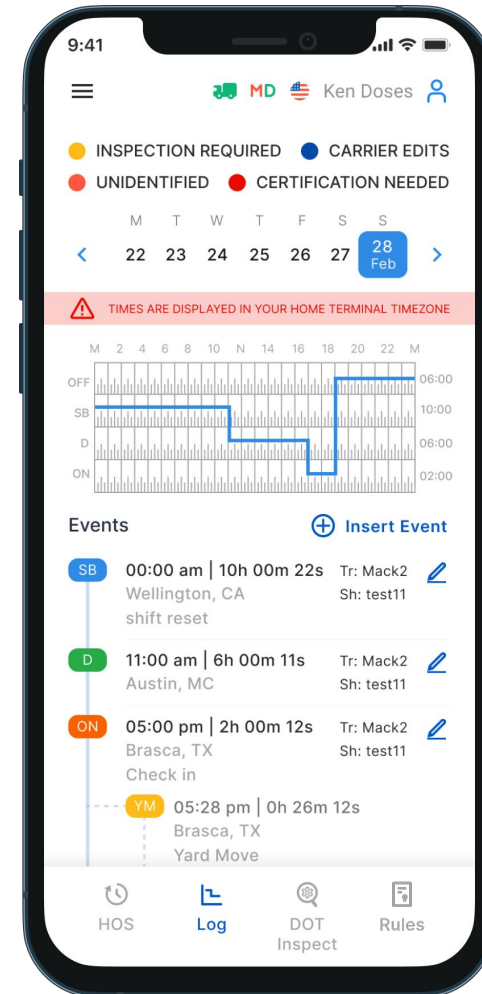 9:41
MD Ken Doses
INSPECTION REQUIRED CARRIER EDITS
UNIDENTIFIED CERTIFICATION NEEDED
M T W T F S S
22 23 24 25 26 27 28
Feb
TIMES ARE DISPLAYED IN YOUR HOME TERMINAL TIMEZONE
M 2 4 6 8 10 N 14 16 18 20 22 M
OFF 06:00
SB 10:00
D 06:00
ON 02:00
Events Insert Event
SB 00:00 am | 10h 00m 22s Tr: Mack2
Wellington, CA Sh: test11
shift reset
D 11:00 am | 6h 00m 11s Tr: Mack2
Austin, MC Sh: test11
ON 05:00 pm | 2h 00m 12s Tr: Mack2
Brasca, TX Sh: test11
Check in
YM 05:28 pm | 0h 26m 12s
Brasca, TX
Yard Move
HOS Log DOT Rules
Inspect